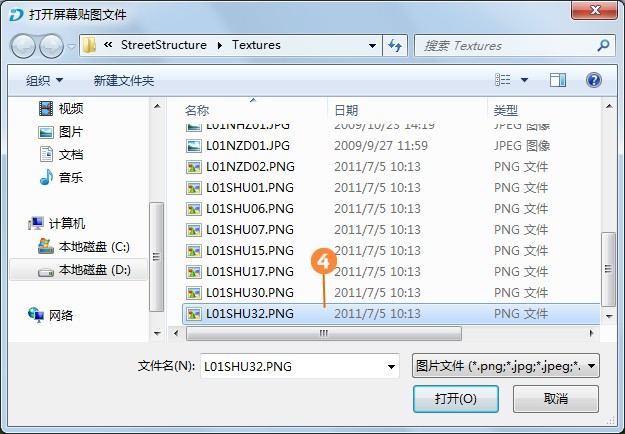 打开屏幕贴图文件
« StreetStructure ▸ Textures
搜索 Textures
组织 ▼ 新建文件夹
名称 日期 类型
视频
图片
文档
音乐
计算机
本地磁盘 (C:)
本地磁盘 (D:)
网络
L01NHZ01.JPG 2009/10/23 14:19 JPEG 图像
L01NZD01.JPG 2009/9/27 11:59 JPEG 图像
L01NZD02.PNG 2011/7/5 10:13 PNG 文件
L01SHU01.PNG 2011/7/5 10:13 PNG 文件
L01SHU06.PNG 2011/7/5 10:13 PNG 文件
L01SHU07.PNG 2011/7/5 10:13 PNG 文件
L01SHU15.PNG 2011/7/5 10:13 PNG 文件
L01SHU17.PNG 2011/7/5 10:13 PNG 文件
L01SHU30.PNG 2011/7/5 10:13 PNG 文件
4
L01SHU32.PNG 2011/7/5 10:13 PNG 文件
文件名(N): L01SHU32.PNG 图片文件 (*.png;*.jpg;*.jpeg;*.
打开(O) 取消